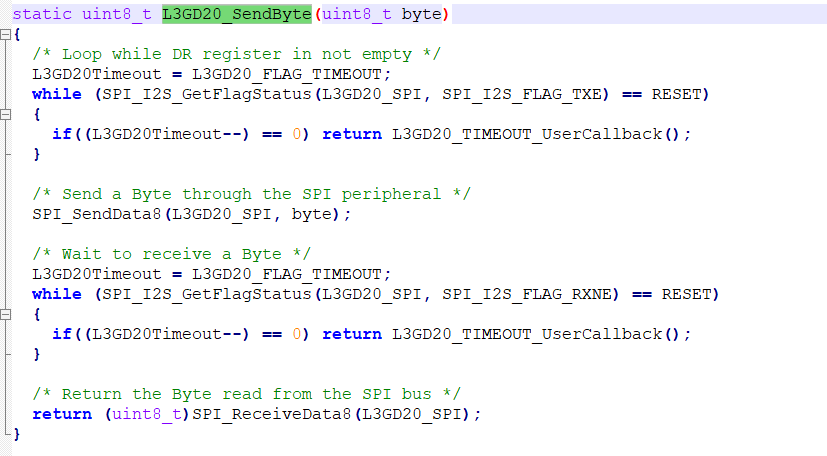 static uint8_t L3GD20_SendByte(uint8_t byte)
{
  /* Loop while DR register in not empty */
  L3GD20Timeout = L3GD20_FLAG_TIMEOUT;
  while (SPI_I2S_GetFlagStatus(L3GD20_SPI, SPI_I2S_FLAG_TXE) == RESET)
  {
    if((L3GD20Timeout--) == 0) return L3GD20_TIMEOUT_UserCallback();
  }

  /* Send a Byte through the SPI peripheral */
  SPI_SendData8(L3GD20_SPI, byte);

  /* Wait to receive a Byte */
  L3GD20Timeout = L3GD20_FLAG_TIMEOUT;
  while (SPI_I2S_GetFlagStatus(L3GD20_SPI, SPI_I2S_FLAG_RXNE) == RESET)
  {
    if((L3GD20Timeout--) == 0) return L3GD20_TIMEOUT_UserCallback();
  }

  /* Return the Byte read from the SPI bus */
  return (uint8_t)SPI_ReceiveData8(L3GD20_SPI);
}